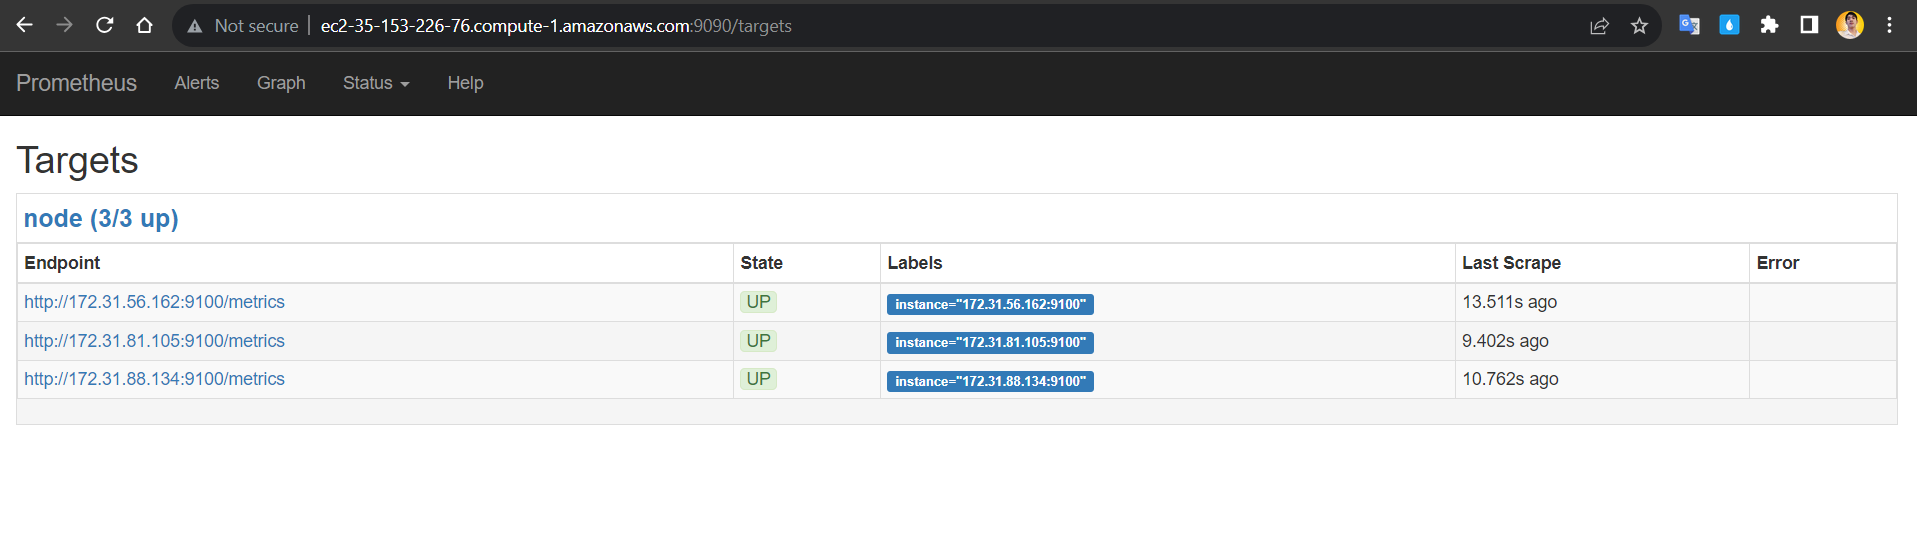 Not secure ec2-35-153-226-76.compute-1.amazonaws.com:9090/targets
Prometheus Alerts Graph Status Help
Targets
node (3/3 up)
Endpoint State Labels Last Scrape Error
http://172.31.56.162:9100/metrics UP instance="172.31.56.162:9100" 13.511s ago
http://172.31.81.105:9100/metrics UP instance="172.31.81.105:9100" 9.402s ago
http://172.31.88.134:9100/metrics UP instance="172.31.88.134:9100" 10.762s ago